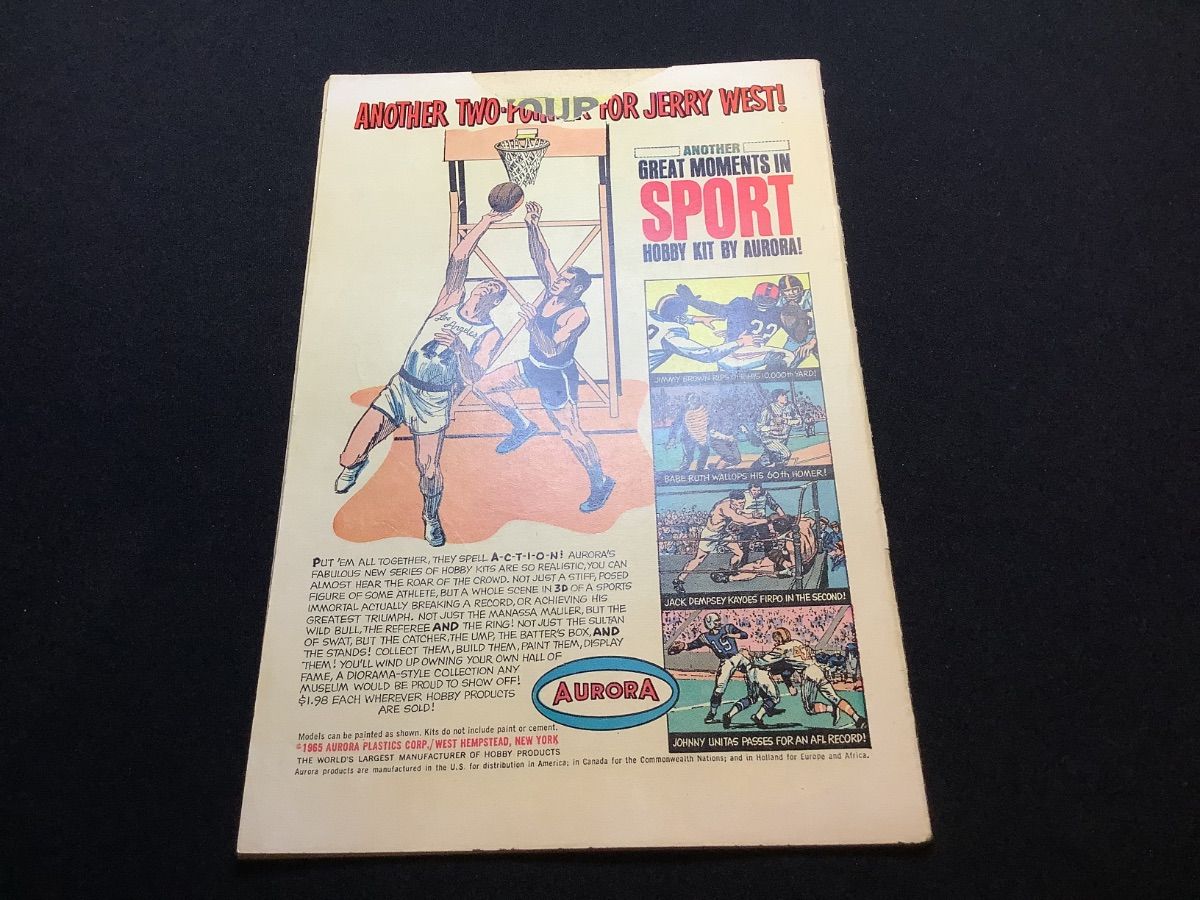 ANOTHER TWO-POINTER FOR JERRY WEST!
OUR
ANOTHER
GREAT MOMENTS IN
SPORT
HOBBY KIT BY AURORA!
Los Angeles
44
32
JIMMY BROWN RIPS OFF HIS 10,000th YARD!
BABE RUTH WALLOPS HIS 60th HOMER!
JACK DEMPSEY KAYOES FIRPO IN THE SECOND!
JOHNNY UNITAS PASSES FOR AN AFL RECORD!
PUT 'EM ALL TOGETHER, THEY SPELL A-C-T-I-O-N! AURORA'S
FABULOUS NEW SERIES OF HOBBY KITS ARE SO REALISTIC, YOU CAN
ALMOST HEAR THE ROAR OF THE CROWD. NOT JUST A STIFF, POSED
FIGURE OF SOME ATHLETE, BUT A WHOLE SCENE IN 3D OF A SPORTS
IMMORTAL ACTUALLY BREAKING A RECORD, OR ACHIEVING HIS
GREATEST TRIUMPH. NOT JUST THE MANASSA MAULER, BUT THE
WILD BULL, THE REFEREE AND THE RING! NOT JUST THE SULTAN
OF SWAT, BUT THE CATCHER, THE UMP, THE BATTER'S BOX, AND
THE STANDS! COLLECT THEM, BUILD THEM, PAINT THEM, DISPLAY
THEM! YOU'LL WIND UP OWNING YOUR OWN HALL OF
FAME, A DIORAMA-STYLE COLLECTION ANY
MUSEUM WOULD BE PROUD TO SHOW OFF!
$1.98 EACH WHEREVER HOBBY PRODUCTS
ARE SOLD!
AURORA
Models can be painted as shown. Kits do not include paint or cement.
©1965 AURORA PLASTICS CORP./WEST HEMPSTEAD, NEW YORK
THE WORLD'S LARGEST MANUFACTURER OF HOBBY PRODUCTS
Aurora products are manufactured in the U.S. for distribution in America; in Canada for the Commonwealth Nations; and in Holland for Europe and Africa.